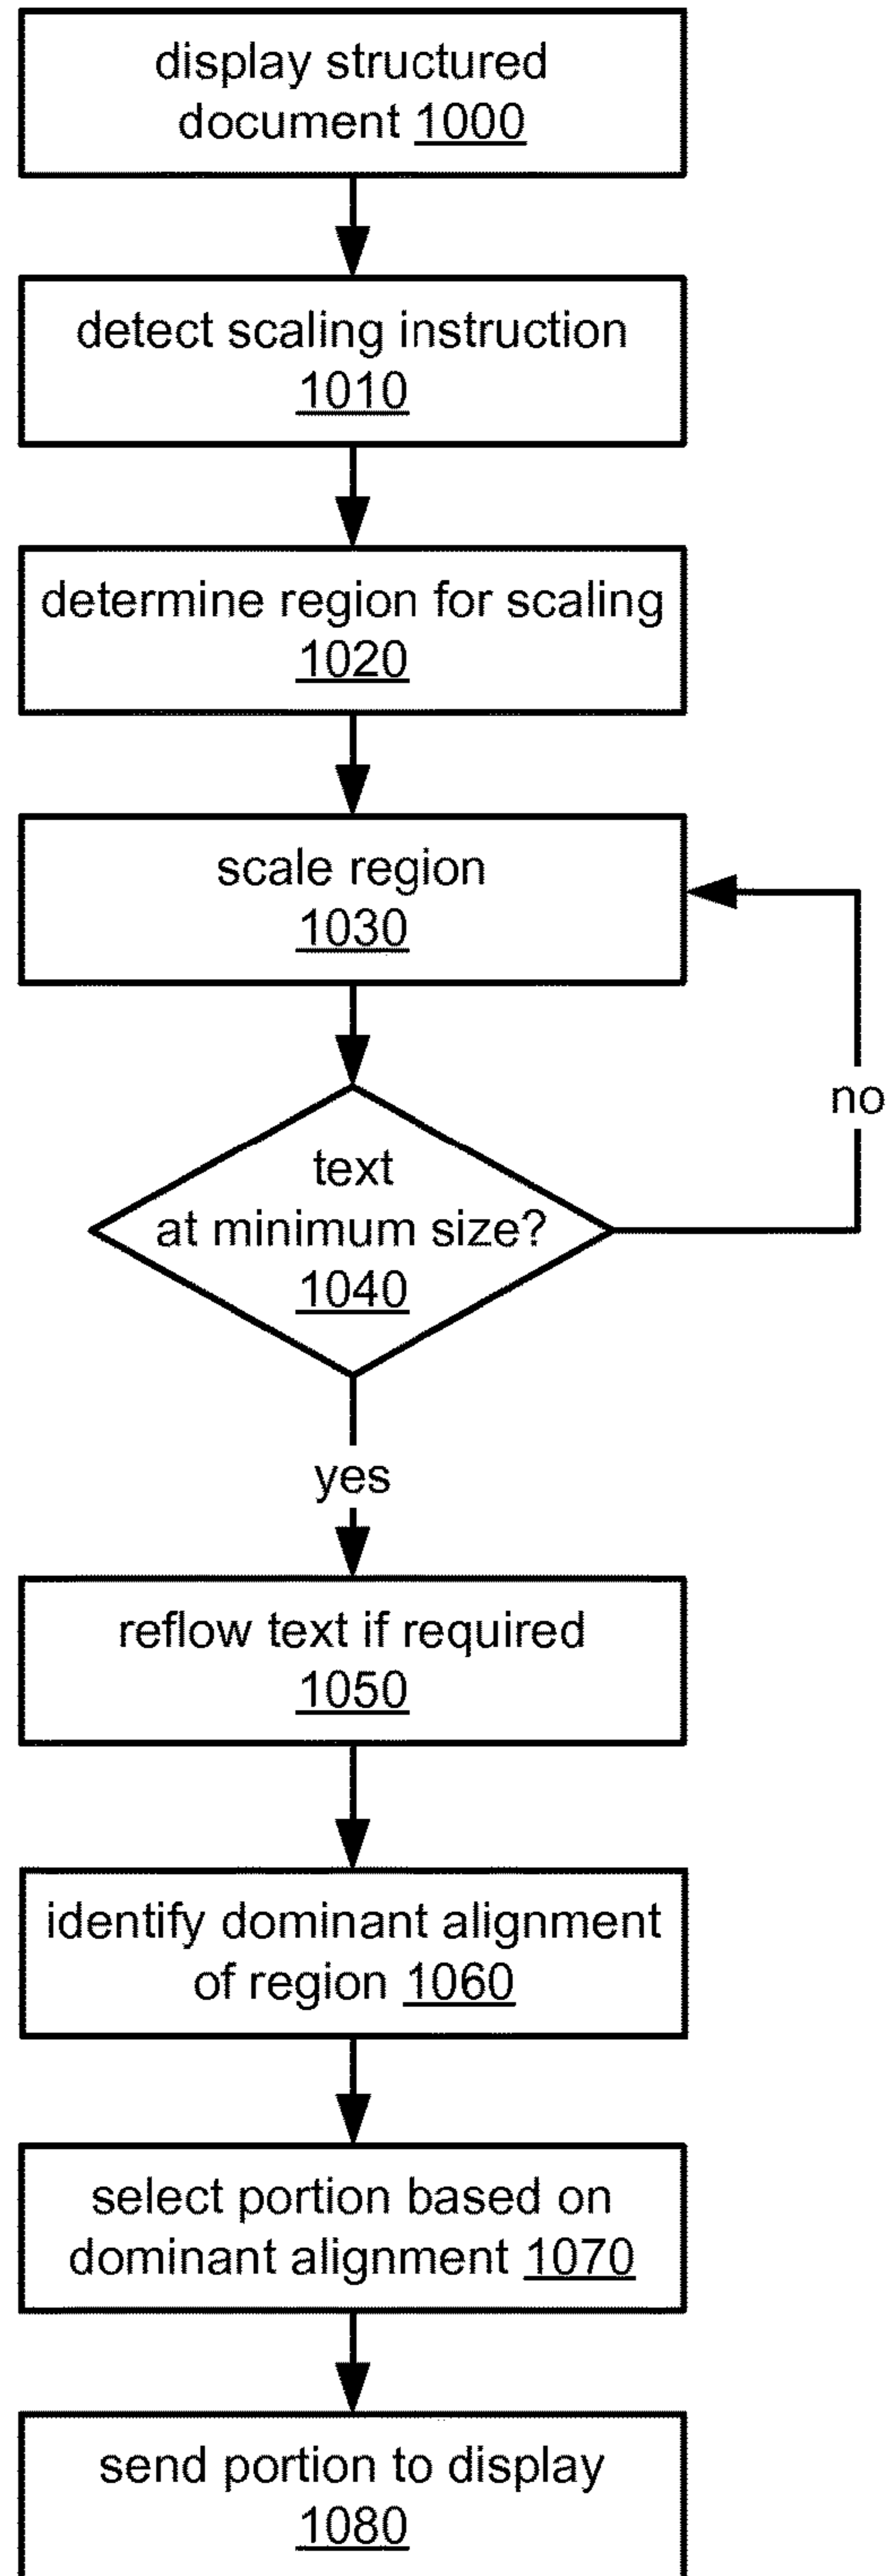 display structured
document 1000
detect scaling instruction
1010
determine region for scaling
1020
scale region
1030
no
text
at minimum size?
1040
yes
reflow text if required
1050
identify dominant alignment
of region 1060
select portion based on
dominant alignment 1070
send portion to display
1080